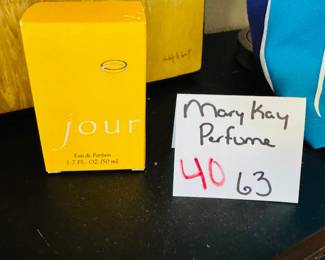 jour
Eau de Parfum
1.7 FL. OZ. (50 mL)
Mary Kay
Perfume
40 63